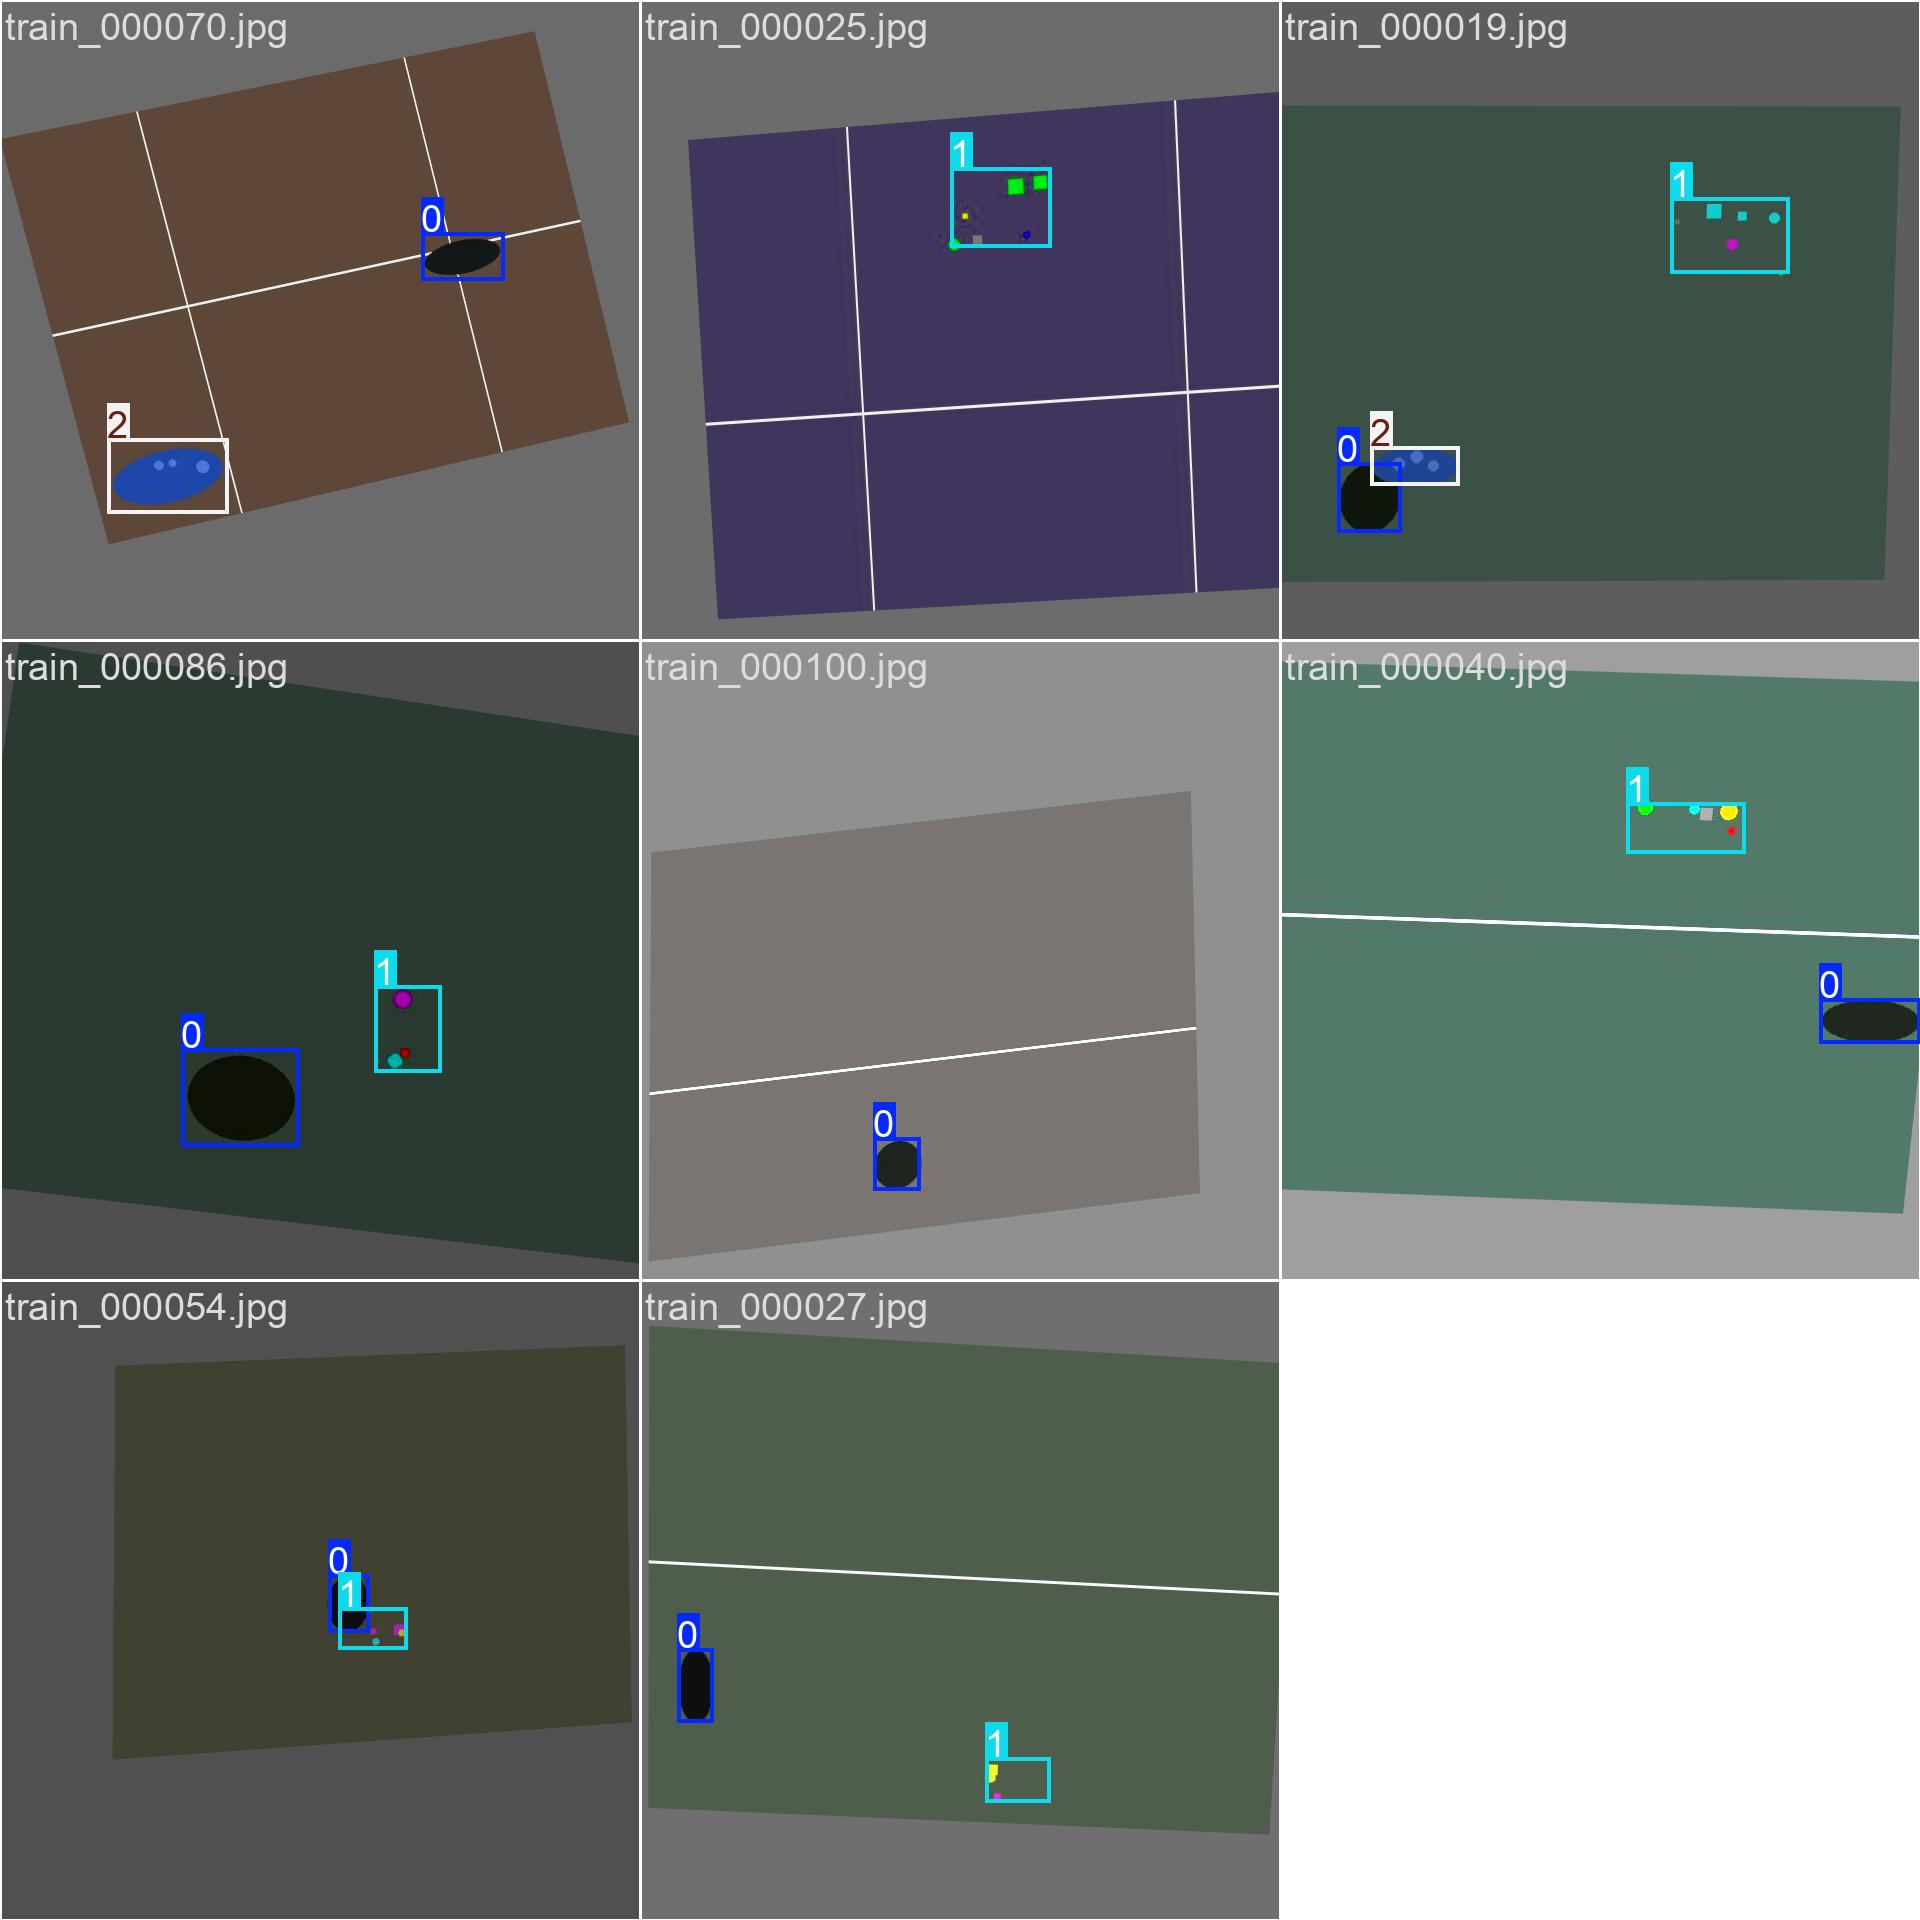 train_000070.jpg
train_000025.jpg
train_000019.jpg
0
2
1
1
0
2
train_000086.jpg
train_000100.jpg
train_000040.jpg
0
1
0
1
0
train_000054.jpg
train_000027.jpg
0
1
0
1